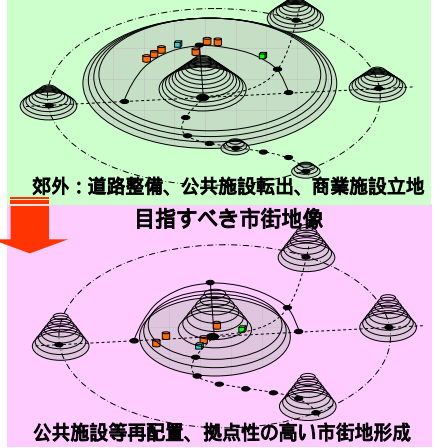 郊外：道路整備、公共施設転出、商業施設立地
目指すべき市街地像
公共施設等再配置、拠点性の高い市街地形成